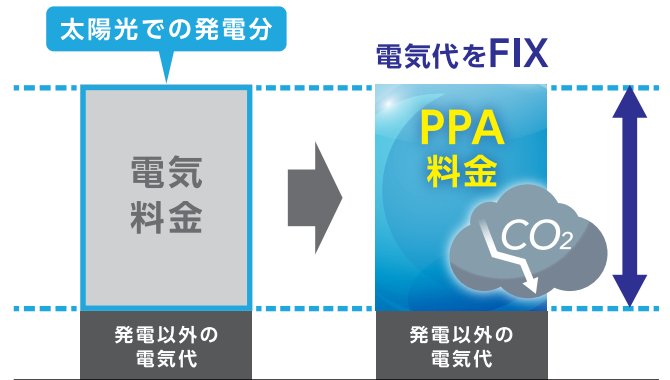 太陽光での発電分
電気代をFIX
電気
料金
PPA
料金
CO2
発電以外の
電気代
発電以外の
電気代